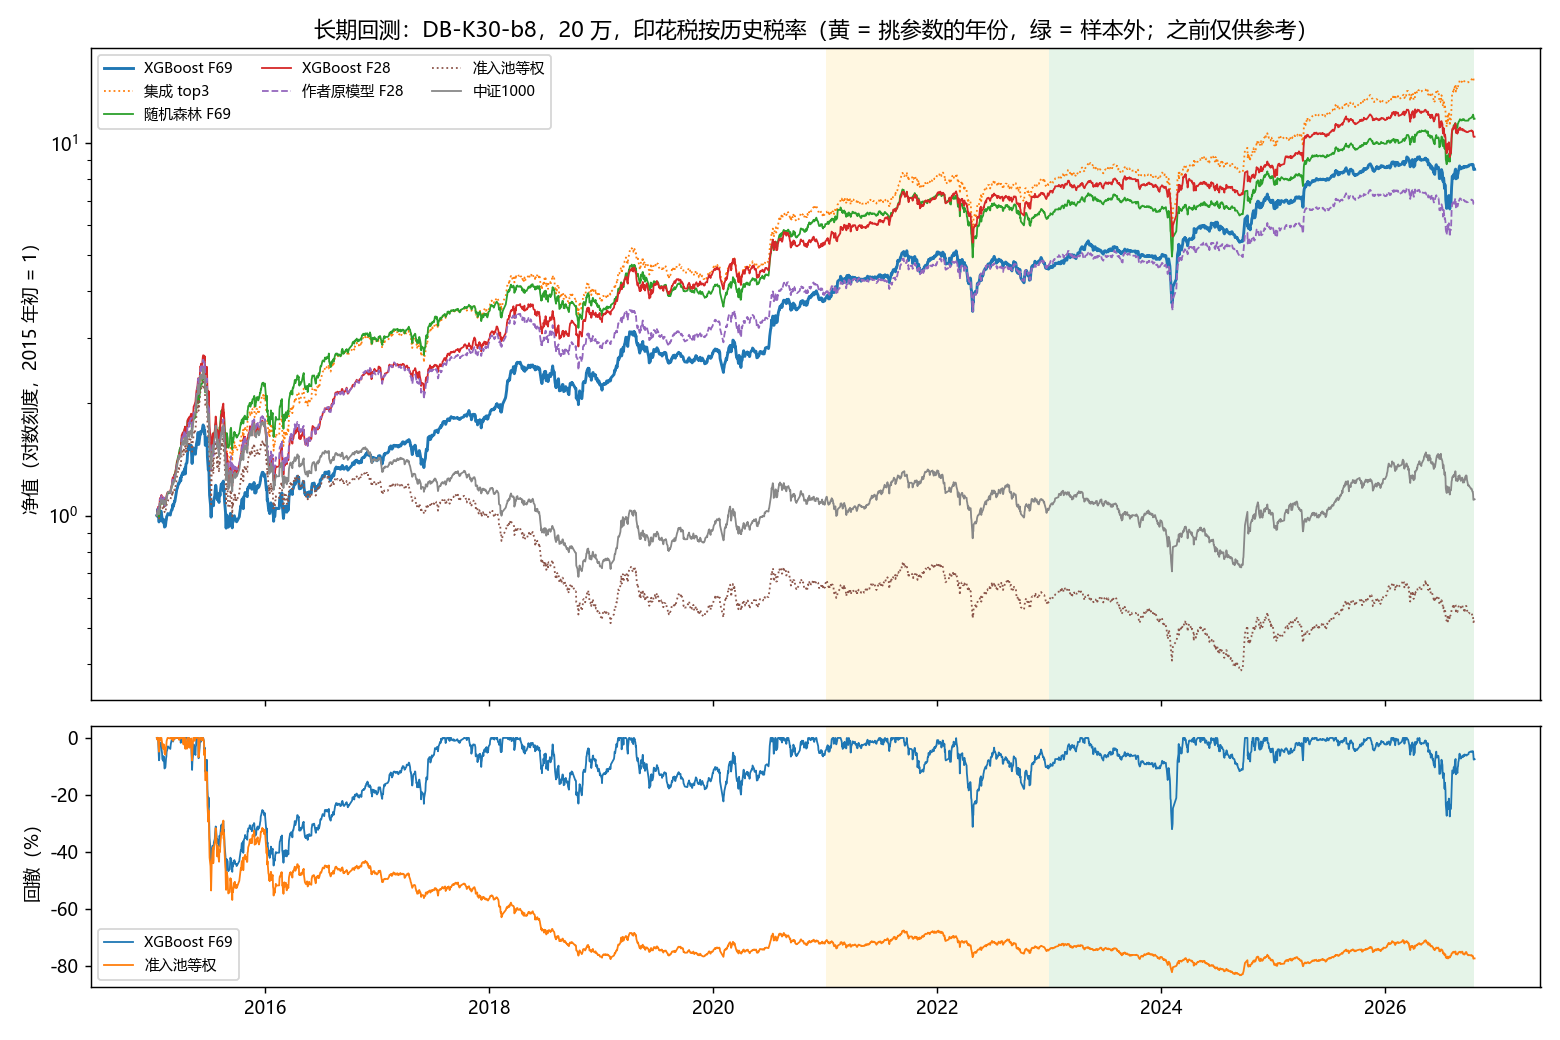 长期回测：DB-K30-b8，20 万，印花税按历史税率（黄 = 挑参数的年份，绿 = 样本外；之前仅供参考）
XGBoost F69
集成 top3
随机森林 F69
XGBoost F28
作者原模型 F28
准入池等权
中证1000
净值（对数刻度，2015 年初 = 1）
10¹
10⁰
回撤（%）
0
-20
-40
-60
-80
XGBoost F69
准入池等权
2016
2018
2020
2022
2024
2026